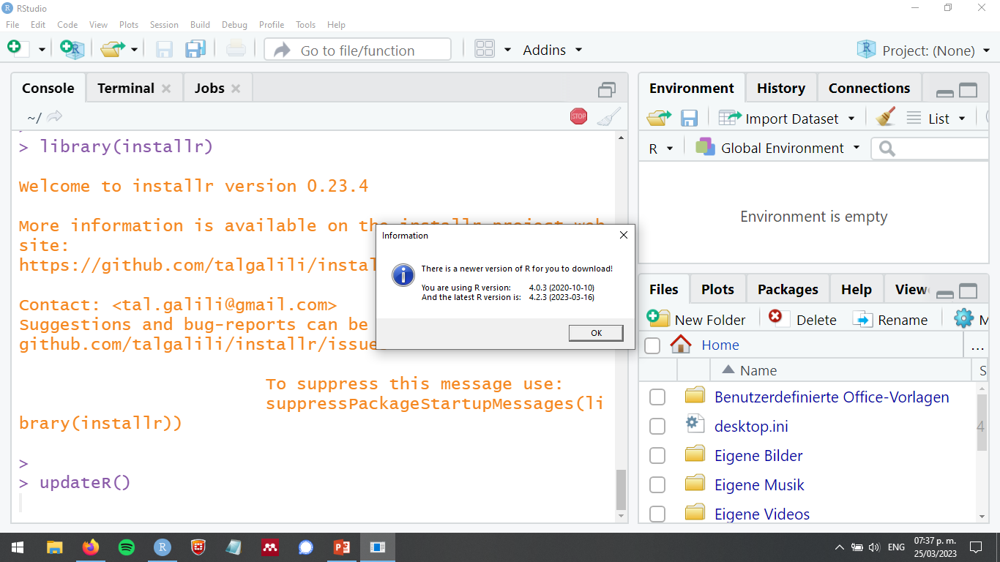 RStudio
File Edit Code View Plots Session Build Debug Profile Tools Help
Go to file/function Addins Project: (None)
Console Terminal Jobs
~/ STOP
> library(installr)
Welcome to installr version 0.23.4
More information is available on the installr project web
site:
https://github.com/talgalili/instal
Contact: <tal.galili@gmail.com>
Suggestions and bug-reports can be
github.com/talgalili/installr/issue
To suppress this message use:
suppressPackageStartupMessages(li
brary(installr))
>
> updateR()
Information
There is a newer version of R for you to download!
You are using R version: 4.0.3 (2020-10-10)
And the latest R version is: 4.2.3 (2023-03-16)
OK
Environment History Connections
Import Dataset List
R Global Environment
Environment is empty
Files Plots Packages Help View
New Folder Delete Rename M
Home ...
Name S
Benutzerdefinierte Office-Vorlagen
desktop.ini 4
Eigene Bilder
Eigene Musik
Eigene Videos
ENG 07:37 p. m.
25/03/2023